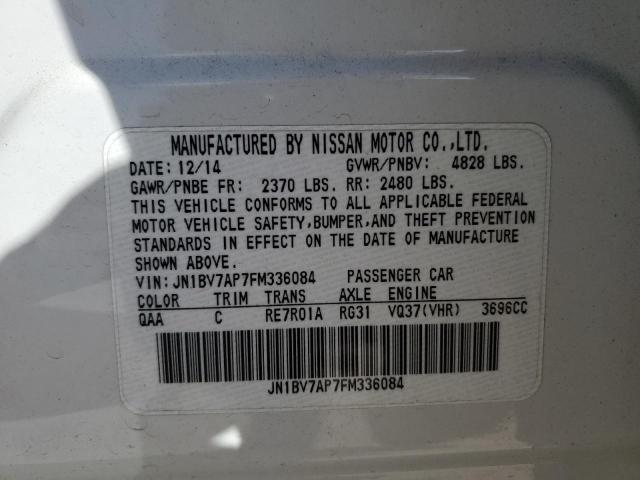 MANUFACTURED BY NISSAN MOTOR CO.,LTD.
DATE: 12/14 GVWR/PNBV: 4828 LBS.
GAWR/PNBE FR: 2370 LBS. RR: 2480 LBS.
THIS VEHICLE CONFORMS TO ALL APPLICABLE FEDERAL
MOTOR VEHICLE SAFETY,BUMPER,AND THEFT PREVENTION
STANDARDS IN EFFECT ON THE DATE OF MANUFACTURE
SHOWN ABOVE.
VIN: JN1BV7AP7FM336084 PASSENGER CAR
COLOR TRIM TRANS AXLE ENGINE
QAA C RE7R01A RG31 VQ37(VHR) 3696CC
JN1BV7AP7FM336084